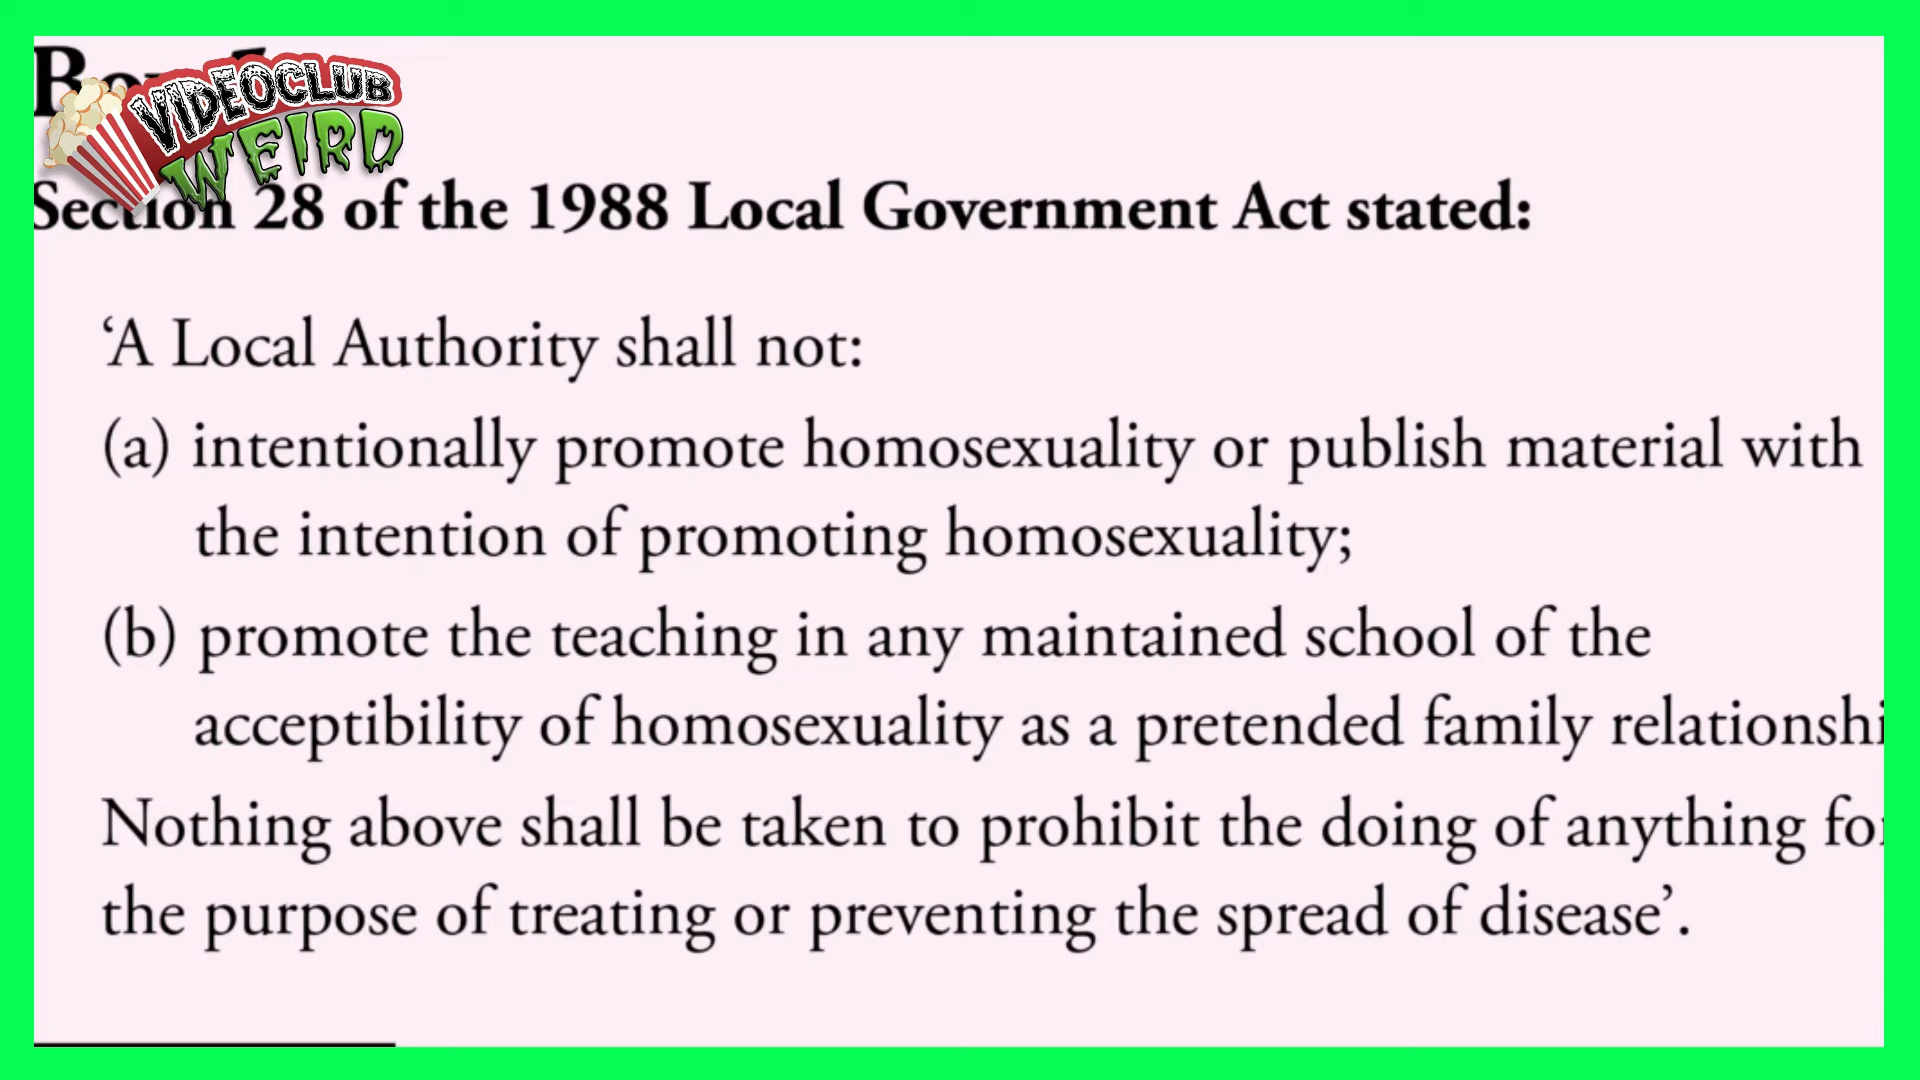 VIDEOCLUB
WEIRD
Section 28 of the 1988 Local Government Act stated:
‘A Local Authority shall not:
(a) intentionally promote homosexuality or publish material with
the intention of promoting homosexuality;
(b) promote the teaching in any maintained school of the
acceptibility of homosexuality as a pretended family relationshi
Nothing above shall be taken to prohibit the doing of anything for
the purpose of treating or preventing the spread of disease’.